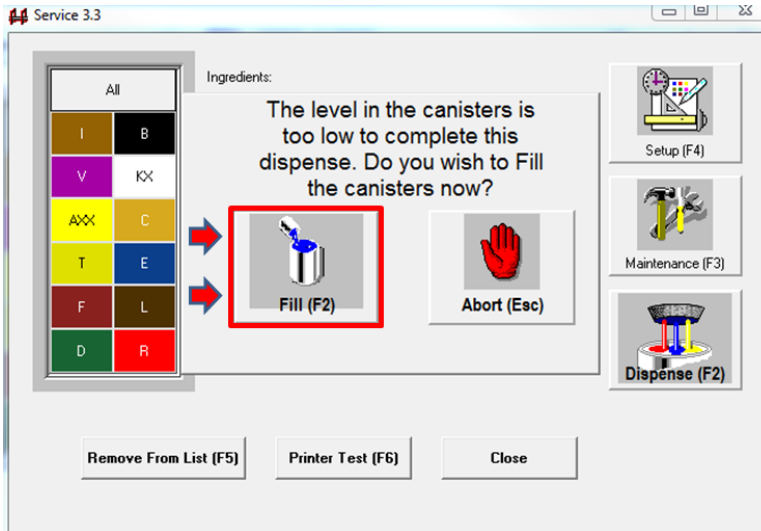 Service 3.3
All
Ingredients:
The level in the canisters is
too low to complete this
dispense. Do you wish to Fill
the canisters now?
I B
V KX
AXX C
T E
F L
D R
Fill (F2)
Abort (Esc)
Setup (F4)
Maintenance (F3)
Dispense (F2)
Remove From List (F5)
Printer Test (F6)
Close